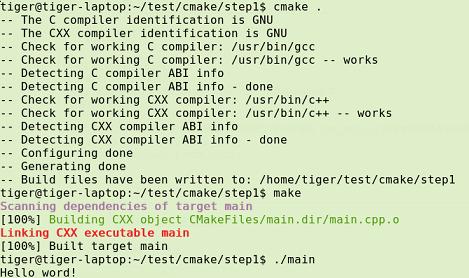 tiger@tiger-laptop:~/test/cmake/step1$ cmake .
-- The C compiler identification is GNU
-- The CXX compiler identification is GNU
-- Check for working C compiler: /usr/bin/gcc
-- Check for working C compiler: /usr/bin/gcc -- works
-- Detecting C compiler ABI info
-- Detecting C compiler ABI info - done
-- Check for working CXX compiler: /usr/bin/c++
-- Check for working CXX compiler: /usr/bin/c++ -- works
-- Detecting CXX compiler ABI info
-- Detecting CXX compiler ABI info - done
-- Configuring done
-- Generating done
-- Build files have been written to: /home/tiger/test/cmake/step1
tiger@tiger-laptop:~/test/cmake/step1$ make
Scanning dependencies of target main
[100%] Building CXX object CMakeFiles/main.dir/main.cpp.o
Linking CXX executable main
[100%] Built target main
tiger@tiger-laptop:~/test/cmake/step1$ ./main
Hello word!